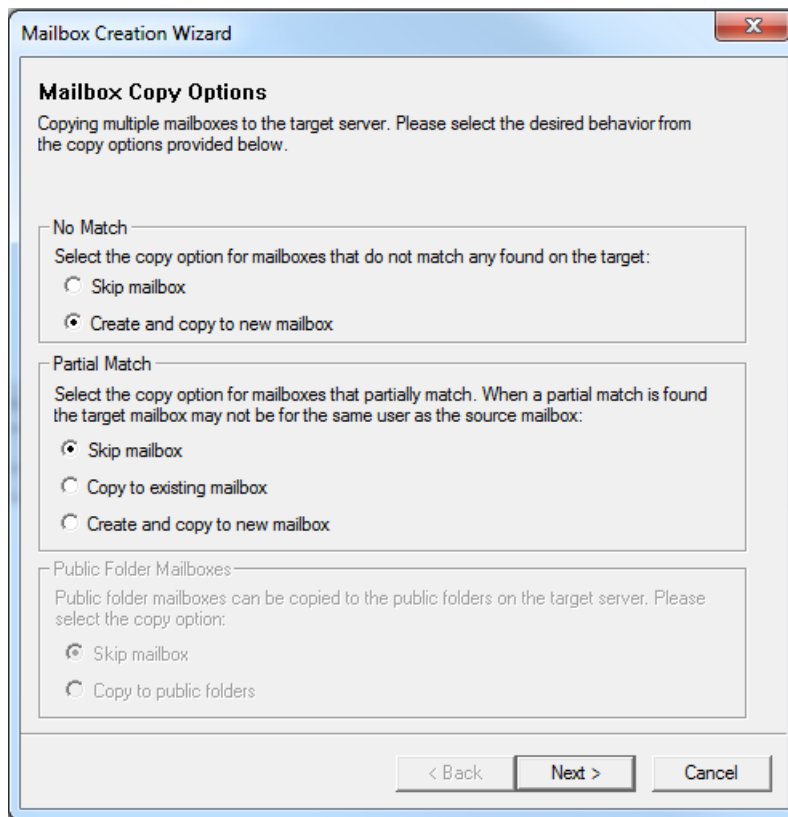 Mailbox Creation Wizard
Mailbox Copy Options
Copying multiple mailboxes to the target server. Please select the desired behavior from
the copy options provided below.
No Match
Select the copy option for mailboxes that do not match any found on the target:
Skip mailbox
Create and copy to new mailbox
Partial Match
Select the copy option for mailboxes that partially match. When a partial match is found
the target mailbox may not be for the same user as the source mailbox:
Skip mailbox
Copy to existing mailbox
Create and copy to new mailbox
Public Folder Mailboxes
Public folder mailboxes can be copied to the public folders on the target server. Please
select the copy option:
Skip mailbox
Copy to public folders
< Back Next > Cancel